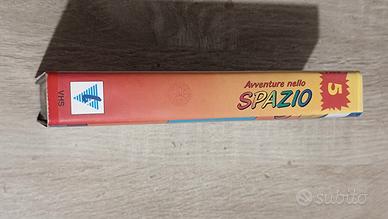 5
Avventure nello
SPAZIO
VHS
subito